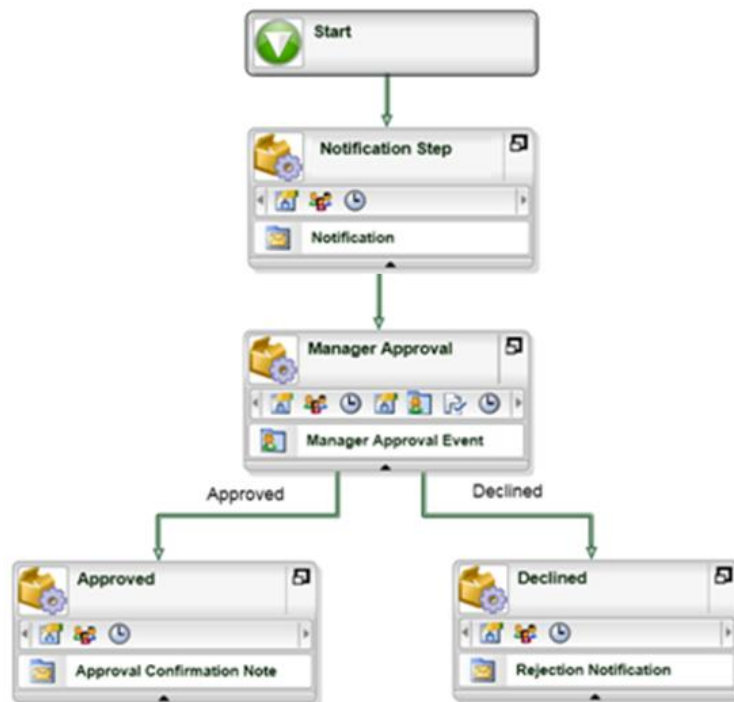 Start
Notification Step
Notification
Manager Approval
Manager Approval Event
Approved
Declined
Approved
Declined
Approval Confirmation Note
Rejection Notification